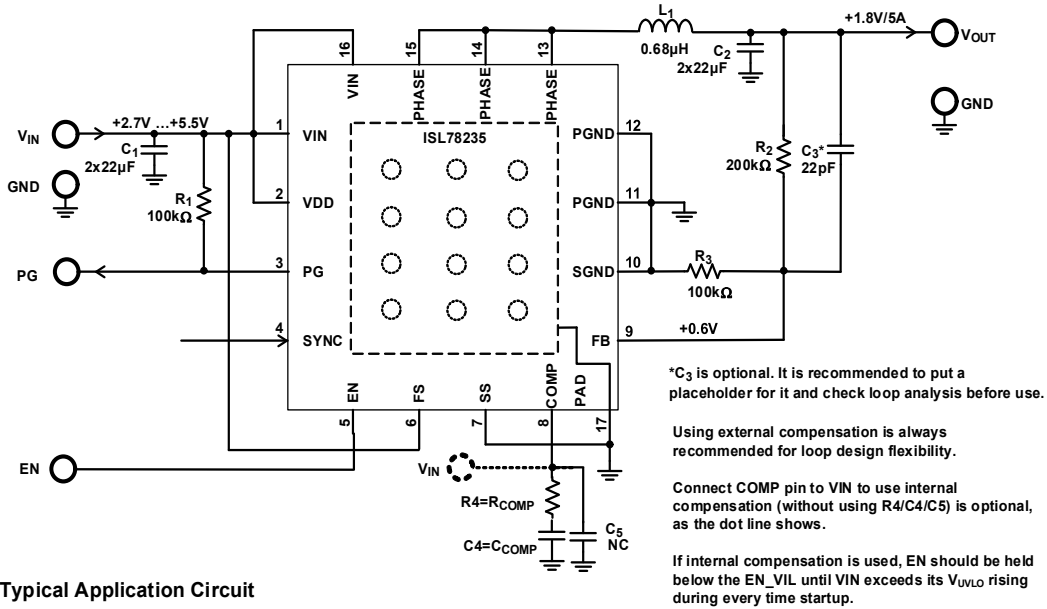 L1
0.68µH
+1.8V/5A
VOUT
C2
2x22µF
GND
16
15
14
13
VIN
PHASE
PHASE
PHASE
ISL78235
VIN
+2.7V ...+5.5V
1
VIN
C1
2x22µF
GND
R1
100kΩ
2
VDD
PG
3
PG
4
SYNC
12
PGND
11
PGND
10
SGND
R3
100kΩ
R2
200kΩ
C3*
22pF
9
FB
+0.6V
EN
FS
SS
COMP
PAD
5
6
7
8
17
EN
VIN
R4=RCOMP
C4=CCOMP
C5
NC
*C3 is optional. It is recommended to put a
placeholder for it and check loop analysis before use.
Using external compensation is always
recommended for loop design flexibility.
Connect COMP pin to VIN to use internal
compensation (without using R4/C4/C5) is optional,
as the dot line shows.
If internal compensation is used, EN should be held
below the EN_VIL until VIN exceeds its VUVLO rising
during every time startup.
Typical Application Circuit